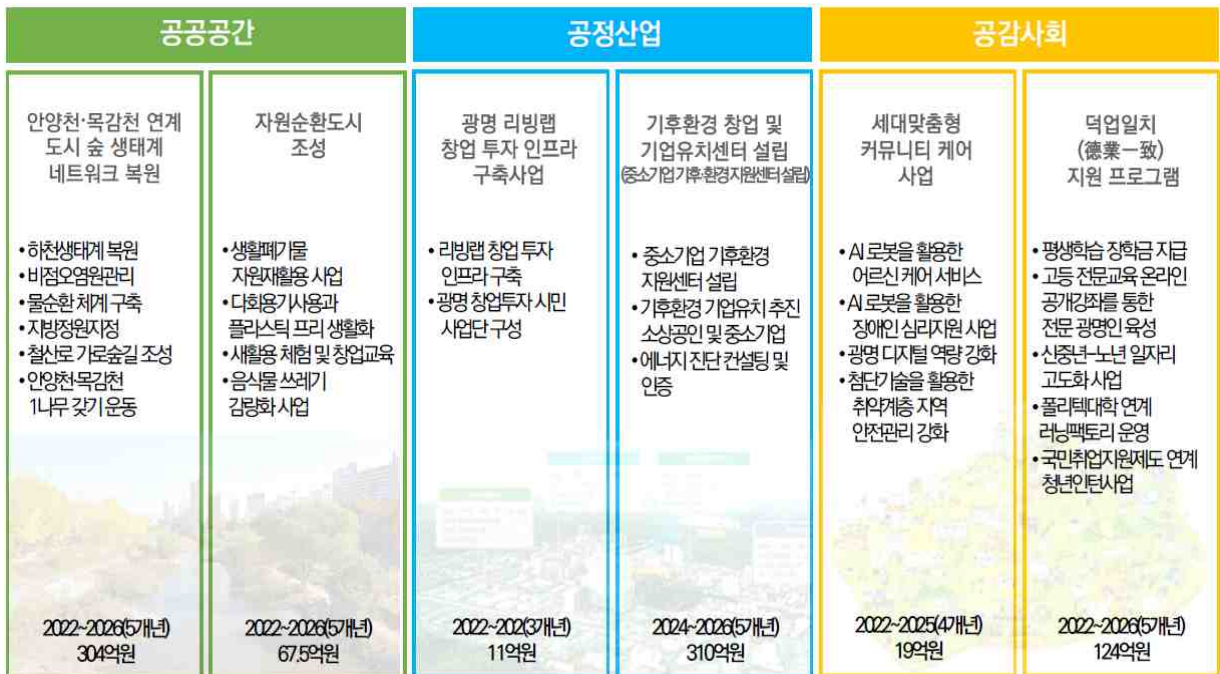 공공공간
안양천·목감천 연계
도시 숲 생태계
네트워크 복원
• 하천생태계 복원
• 비점오염원관리
• 물순환 체계 구축
• 지방정원지정
• 철산로 가로숲길 조성
• 안양천·목감천
1나무 갖기 운동
2022~2026(5개년)
304억원
자원순환도시
조성
• 생활폐기물
자원재활용 사업
• 다회용기사용과
플라스틱 프리 생활화
• 새활용 체험 및 창업교육
• 음식물 쓰레기
감량화 사업
2022~2026(5개년)
67.5억원
공정산업
광명 리빙랩
창업 투자 인프라
구축사업
• 리빙랩 창업 투자
인프라 구축
• 광명 창업투자 시민
사업단 구성
2022~202(3개년)
11억원
기후환경 창업 및
기업유치센터 설립
(중소기업 기후·환경 지원센터 설립)
• 중소기업 기후환경
지원센터 설립
• 기후환경 기업유치 추진
소상공인 및 중소기업
• 에너지 진단 컨설팅 및
인증
2024~2026(5개년)
310억원
공감사회
세대맞춤형
커뮤니티 케어
사업
• AI 로봇을 활용한
어르신 케어 서비스
• AI 로봇을 활용한
장애인 심리지원 사업
• 광명 디지털 역량 강화
• 첨단기술을 활용한
취약계층 지역
안전관리 강화
2022~2025(4개년)
19억원
덕업일치
(德業一致)
지원 프로그램
• 평생학습 장학금 지급
• 고등 전문교육 온라인
공개강좌를 통한
전문 광명인 육성
• 신중년-노년 일자리
고도화 사업
• 폴리텍대학 연계
러닝팩토리 운영
• 국민취업지원제도 연계
청년인턴사업
2022~2026(5개년)
124억원